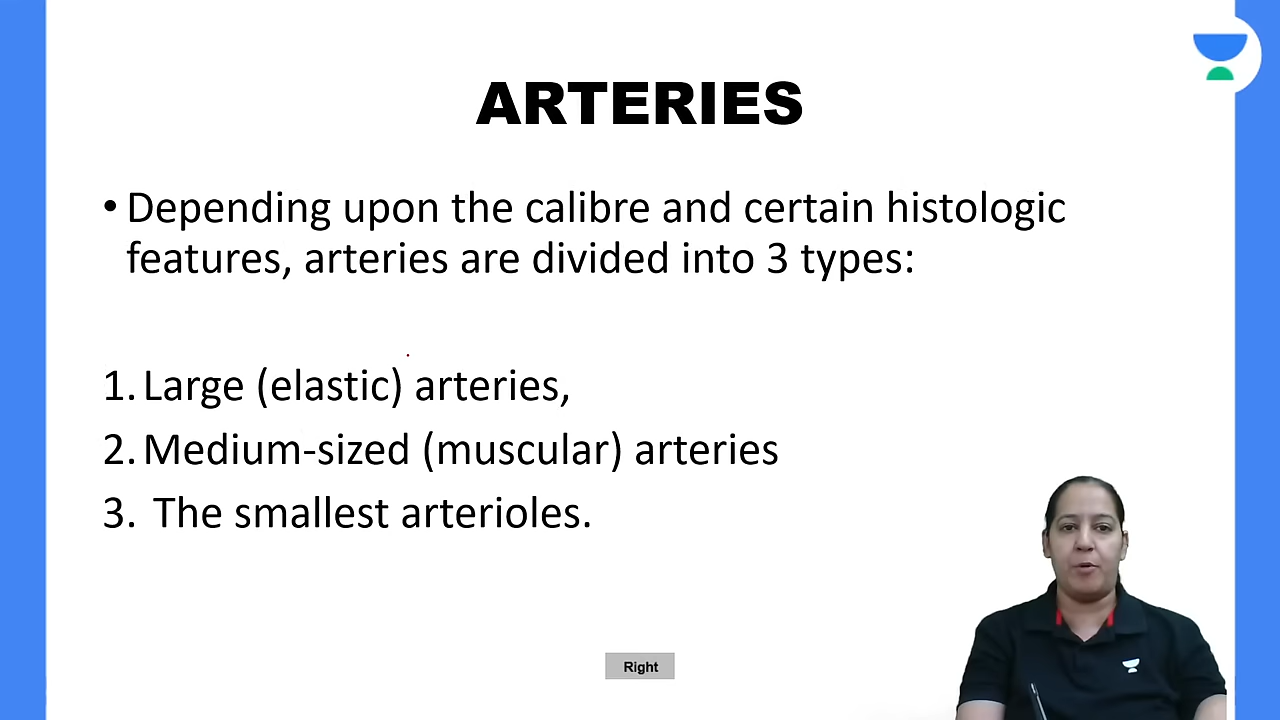 ARTERIES
• Depending upon the calibre and certain histologic
features, arteries are divided into 3 types:
1. Large (elastic) arteries,
2. Medium-sized (muscular) arteries
3. The smallest arterioles.
Right